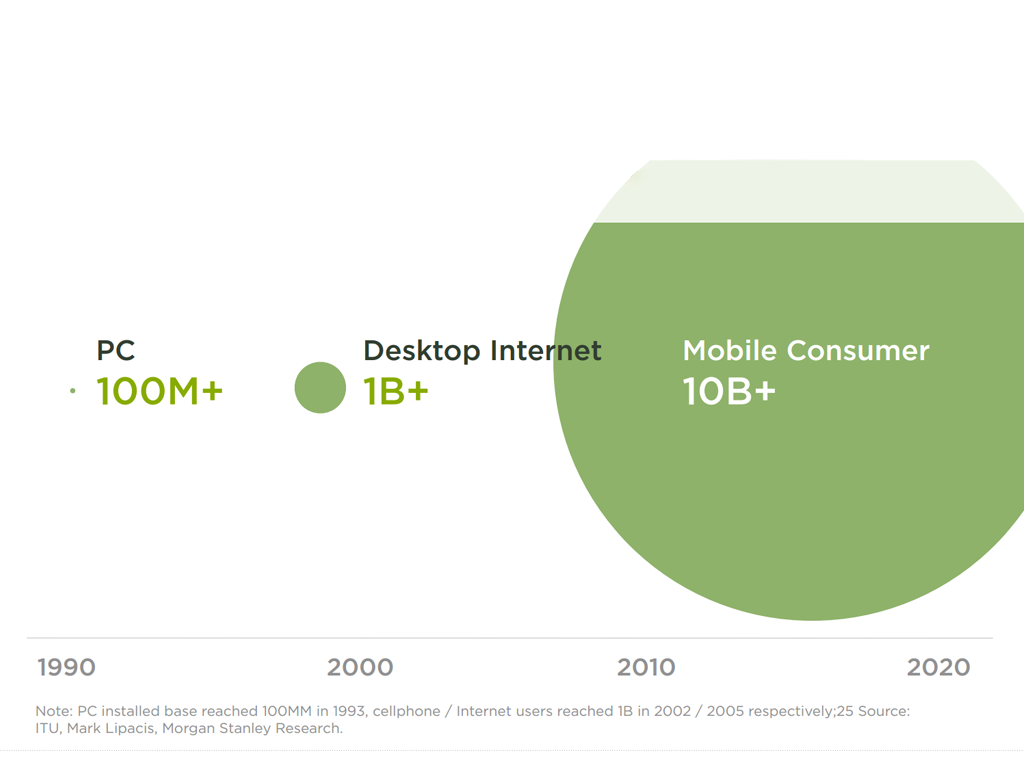 PC
100M+
Desktop Internet
1B+
Mobile Consumer
10B+
1990
2000
2010
2020
Note: PC installed base reached 100MM in 1993, cellphone / Internet users reached 1B in 2002 / 2005 respectively;25 Source:
ITU, Mark Lipacis, Morgan Stanley Research.